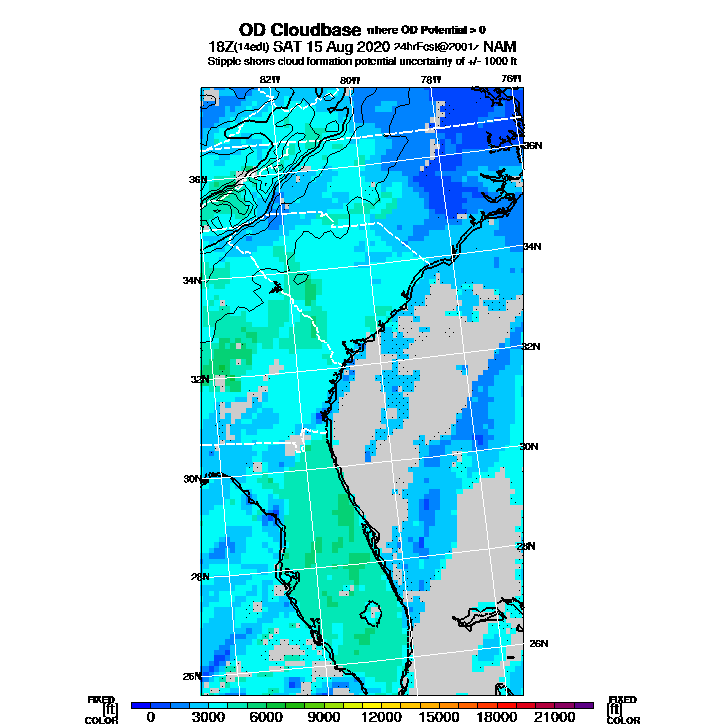 OD Cloudbase where OD Potential > 0
18Z(14edt) SAT 15 Aug 2020 24hrFcst@2001z NAM
Stipple shows cloud formation potential uncertainty of +/- 1000 ft
82W 80W 78W 76W
36N 36N
34N 34N
32N 32N
30N 30N
28N 28N
26N 26N
FIXED [ft] COLOR 0 3000 6000 9000 12000 15000 18000 21000 FIXED [ft] COLOR